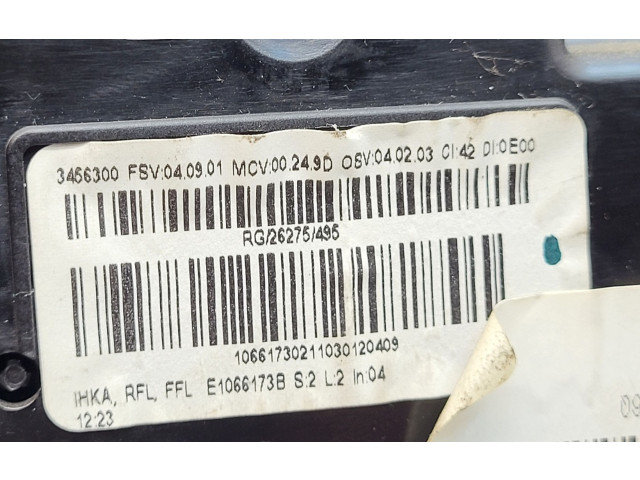 3456300 FSV:04.09.01 MCV:00.24.9D OSV:04.02.03 CI:42 DI:0E00
RG/26275/495
10661730211030120409
IHKA, RFL, FFL E1066173B S:2 L:2 In:04
12:23